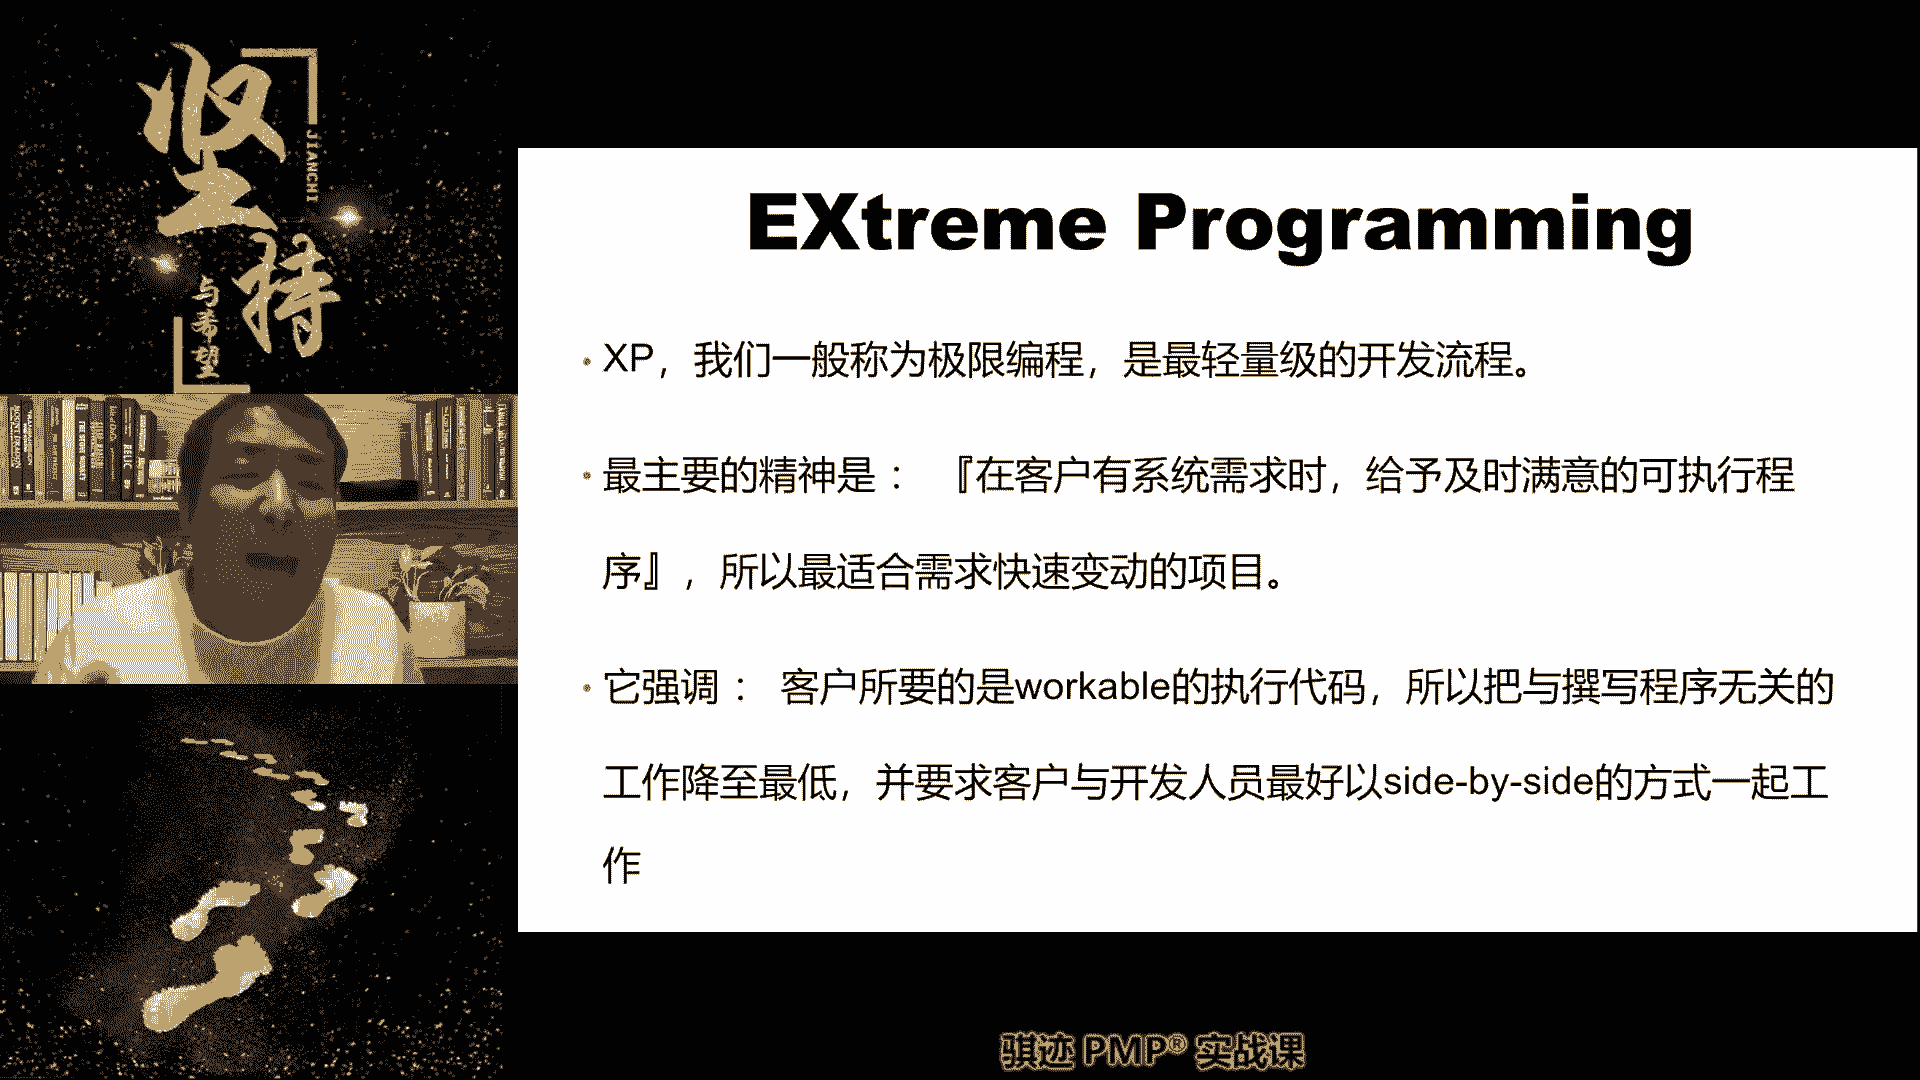 坚持
JIANCHI
与希望
EXtreme Programming
• XP，我们一般称为极限编程，是最轻量级的开发流程。
• 最主要的精神是： 『在客户有系统需求时，给予及时满意的可执行程
序』，所以最适合需求快速变动的项目。
• 它强调： 客户所要的是workable的执行代码，所以把与撰写程序无关的
工作降至最低，并要求客户与开发人员最好以side-by-side的方式一起工
作
骐迹 PMP® 实战课